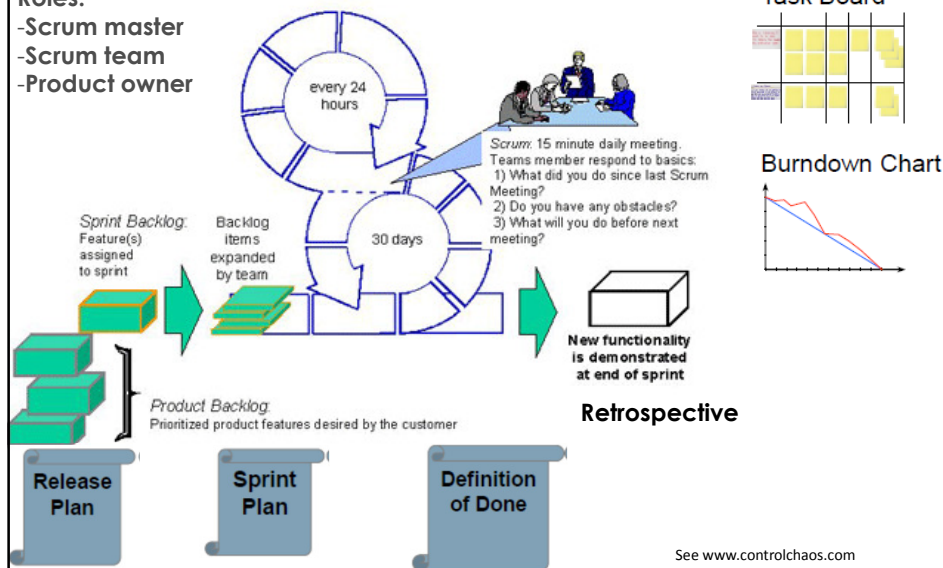 Roles:
-Scrum master
-Scrum team
-Product owner
every 24
hours
Scrum: 15 minute daily meeting.
Teams member respond to basics:
1) What did you do since last Scrum
Meeting?
2) Do you have any obstacles?
3) What will you do before next
meeting?
Task Board
Burndown Chart
30 days
Sprint Backlog:
Feature(s)
assigned
to sprint
Backlog
items
expanded
by team
New functionality
is demonstrated
at end of sprint
Product Backlog:
Prioritized product features desired by the customer
Retrospective
Release
Plan
Sprint
Plan
Definition
of Done
See www.controlchaos.com